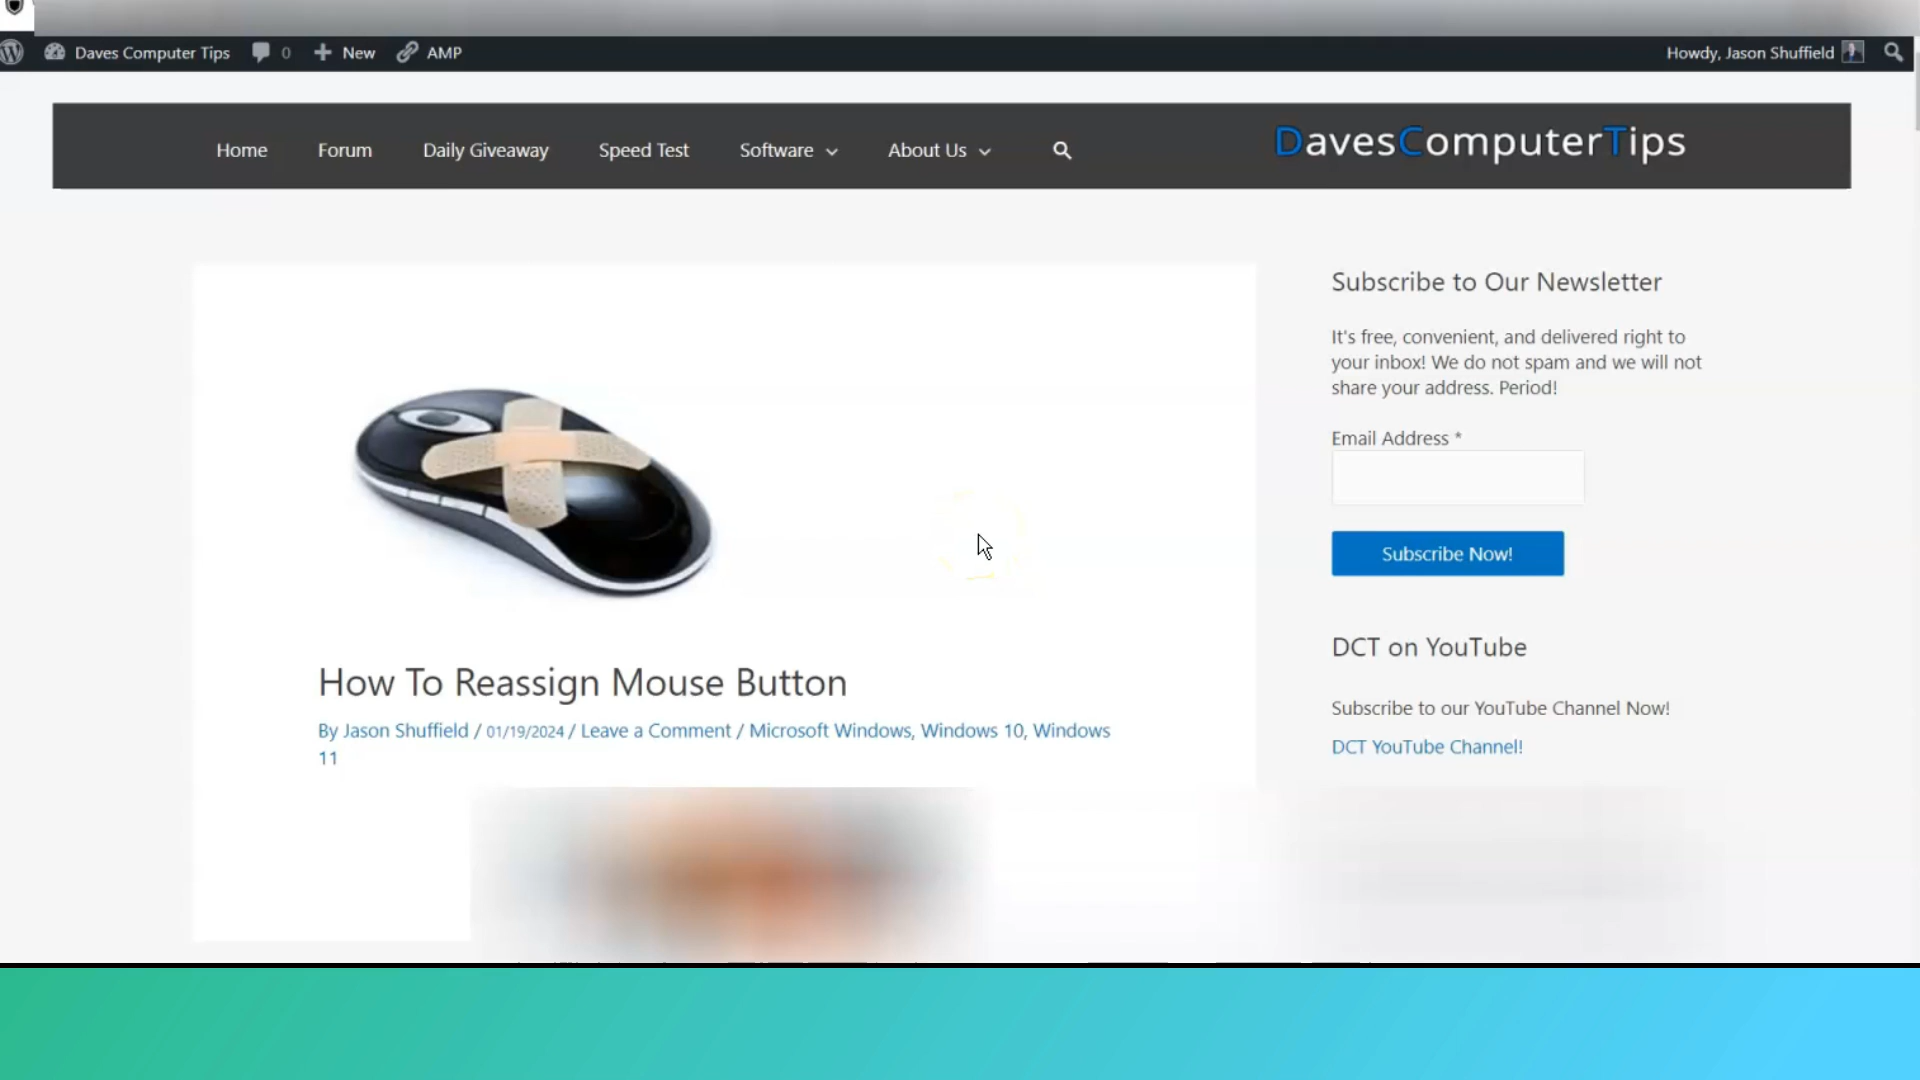 Daves Computer Tips 0 New AMP Howdy, Jason Shuffield
Home Forum Daily Giveaway Speed Test Software About Us DavesComputerTips
Subscribe to Our Newsletter
It's free, convenient, and delivered right to
your inbox! We do not spam and we will not
share your address. Period!
Email Address *
Subscribe Now!
How To Reassign Mouse Button
By Jason Shuffield / 01/19/2024 / Leave a Comment / Microsoft Windows, Windows 10, Windows
11
DCT on YouTube
Subscribe to our YouTube Channel Now!
DCT YouTube Channel!